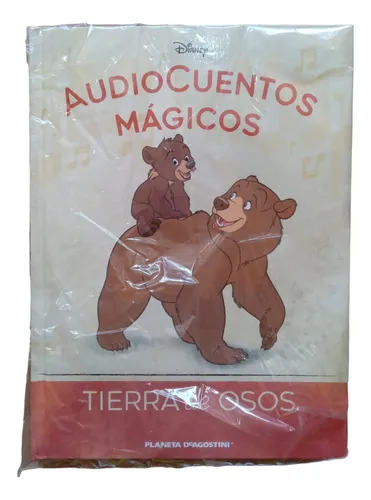 Disney
AUDIOCUENTOS
MÁGICOS
TIERRA DE OSOS
PLANETA DEAGOSTINI